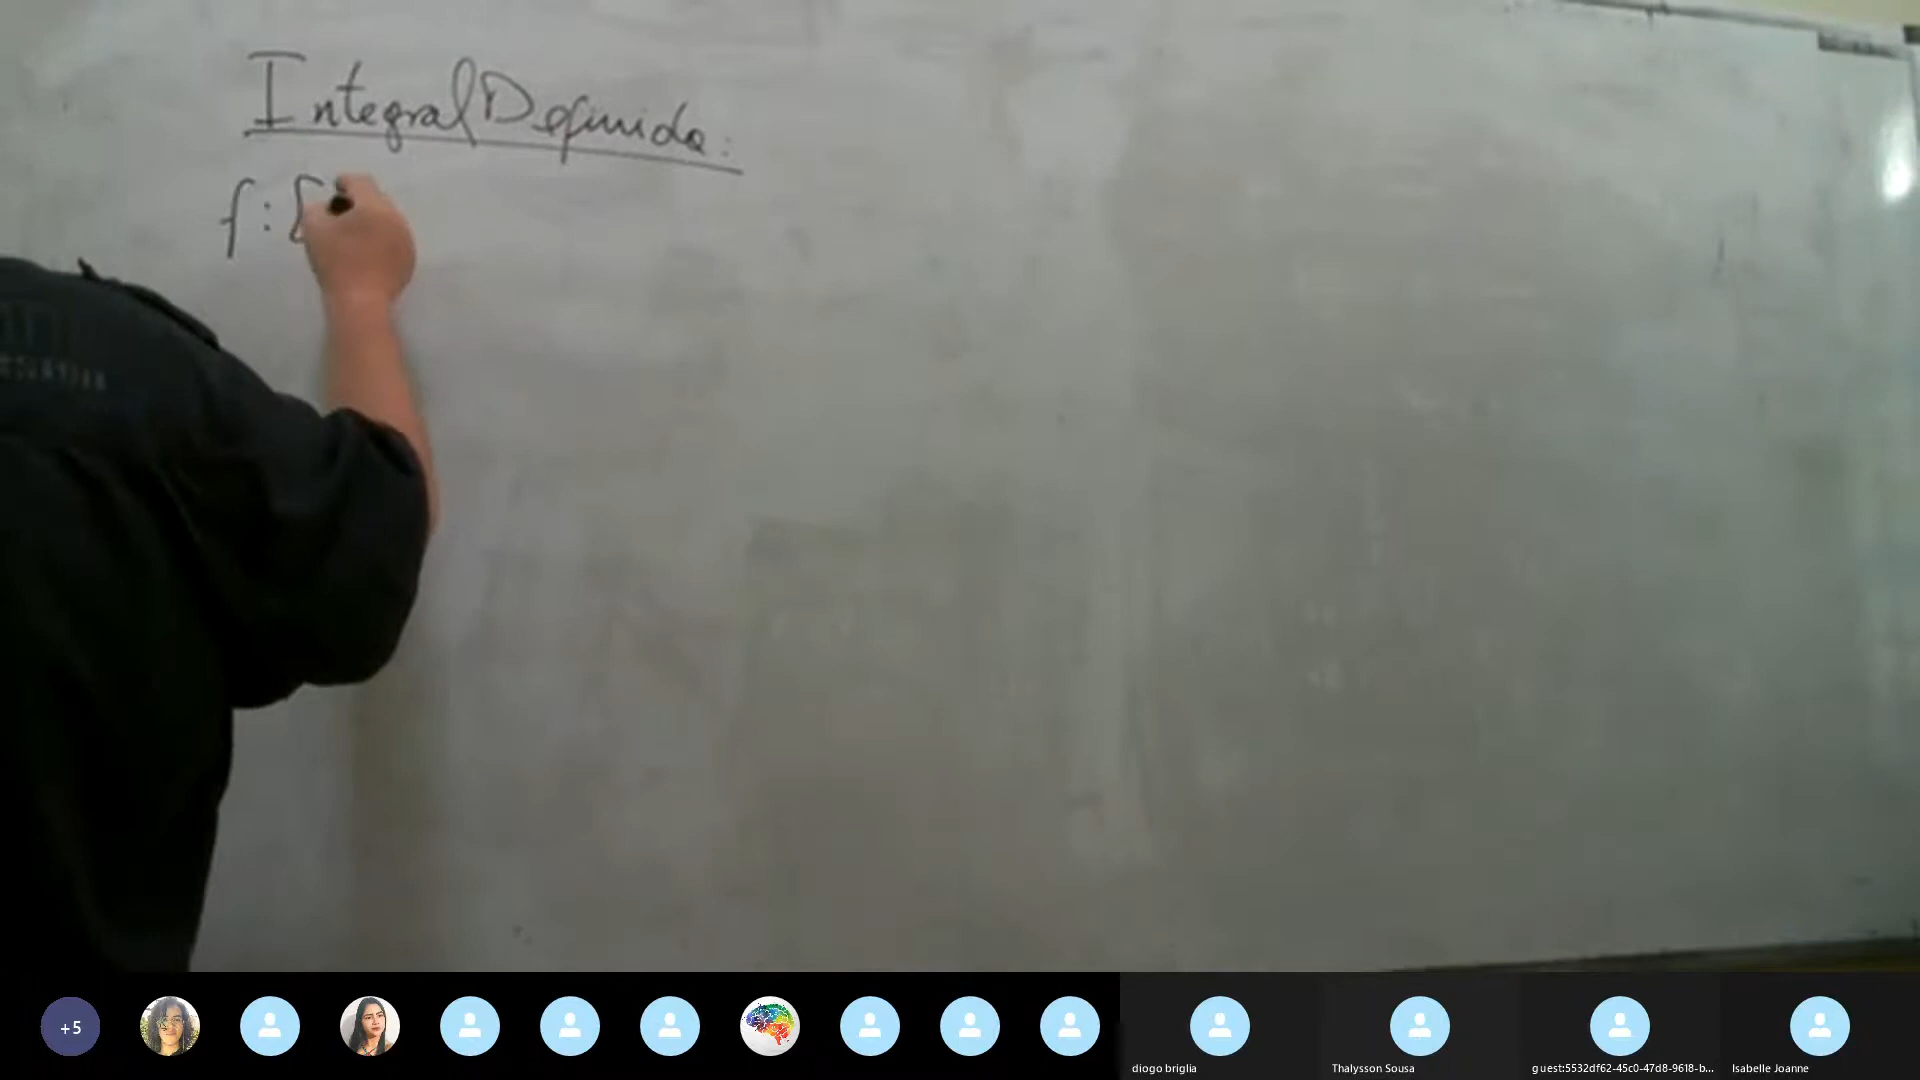 Integral Definida:
f: [
+5
diogo briglia
Thalysson Sousa
guest:5532df62-45c0-47d8-9618-b...
Isabelle Joanne